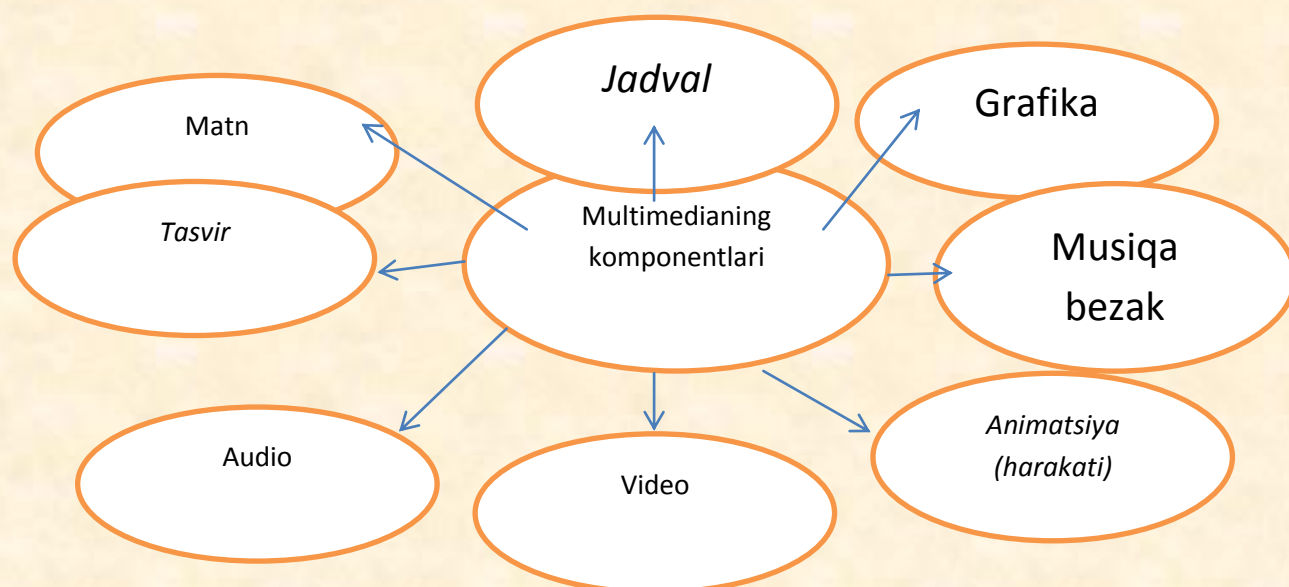 Jadval
Grafika
Matn
Multimedianing
komponentlari
Tasvir
Musiqa
bezak
Animatsiya
(harakati)
Audio
Video